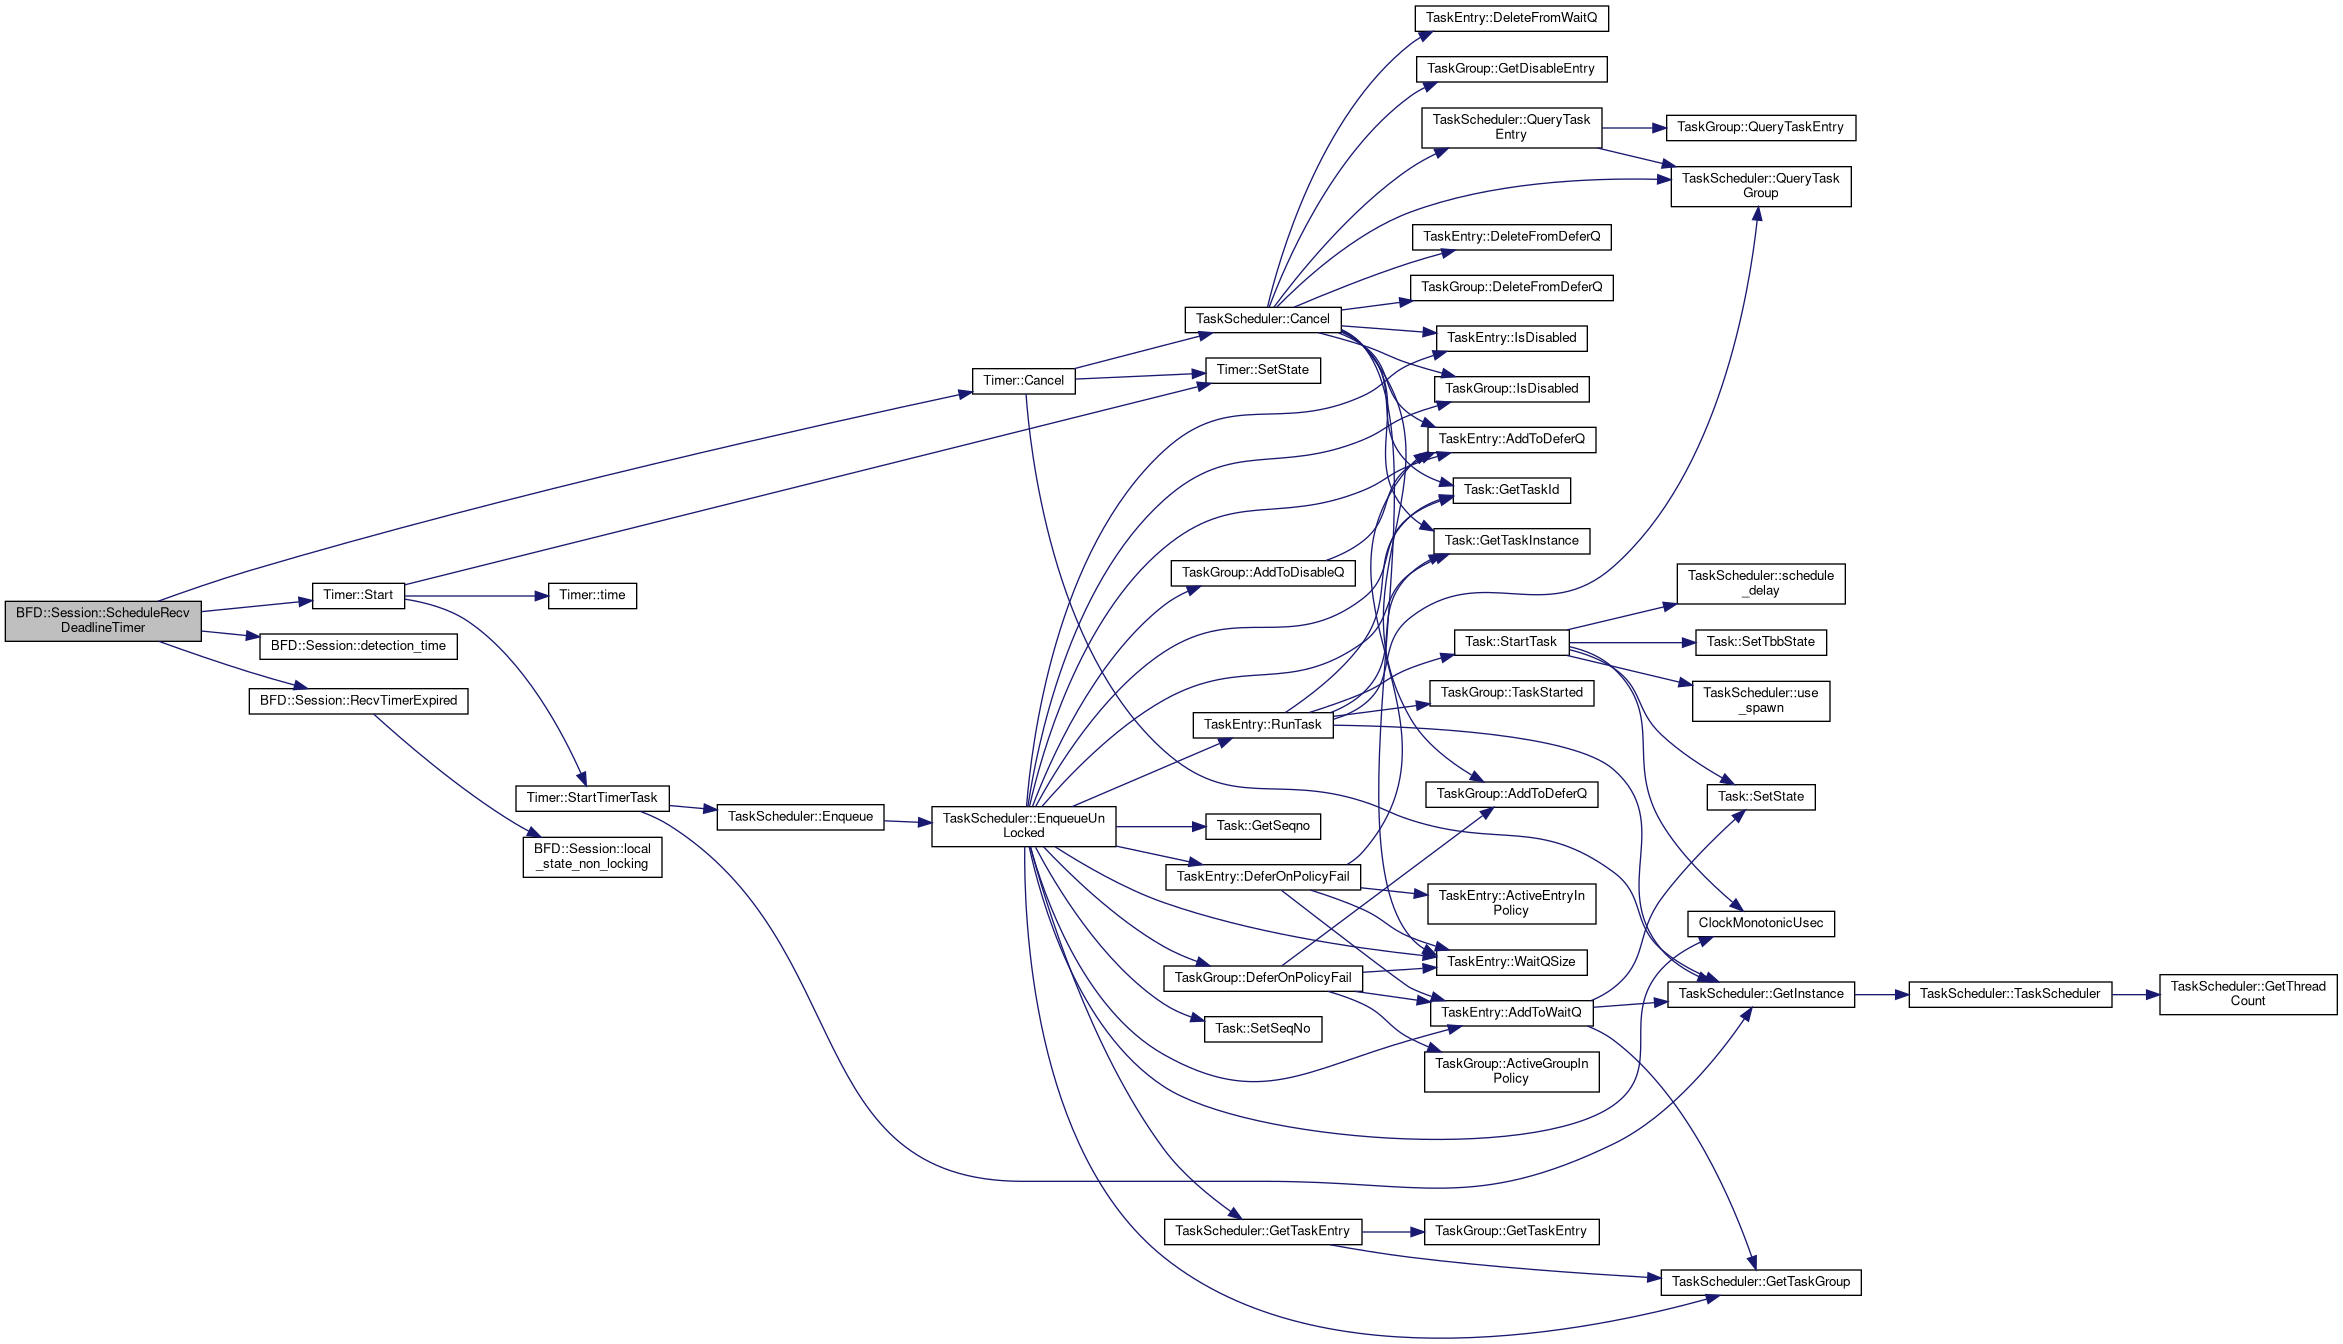 BFD::Session::ScheduleRecv
DeadlineTimer
Timer::Start
BFD::Session::detection_time
BFD::Session::RecvTimerExpired
Timer::time
Timer::StartTimerTask
BFD::Session::local
_state_non_locking
TaskScheduler::Enqueue
Timer::Cancel
TaskScheduler::EnqueueUn
Locked
TaskScheduler::Cancel
Timer::SetState
TaskGroup::AddToDisableQ
TaskEntry::RunTask
Task::GetSeqno
TaskEntry::DeferOnPolicyFail
TaskGroup::DeferOnPolicyFail
Task::SetSeqNo
TaskScheduler::GetTaskEntry
TaskEntry::DeleteFromWaitQ
TaskGroup::GetDisableEntry
TaskScheduler::QueryTask
Entry
TaskEntry::DeleteFromDeferQ
TaskGroup::DeleteFromDeferQ
TaskEntry::IsDisabled
TaskGroup::IsDisabled
TaskEntry::AddToDeferQ
Task::GetTaskId
Task::GetTaskInstance
Task::StartTask
TaskGroup::TaskStarted
TaskGroup::AddToDeferQ
TaskEntry::ActiveEntryIn
Policy
TaskEntry::WaitQSize
TaskEntry::AddToWaitQ
TaskGroup::ActiveGroupIn
Policy
TaskGroup::GetTaskEntry
TaskGroup::QueryTaskEntry
TaskScheduler::QueryTask
Group
TaskScheduler::schedule
_delay
Task::SetTbbState
TaskScheduler::use
_spawn
Task::SetState
ClockMonotonicUsec
TaskScheduler::GetInstance
TaskScheduler::GetTaskGroup
TaskScheduler::TaskScheduler
TaskScheduler::GetThread
Count